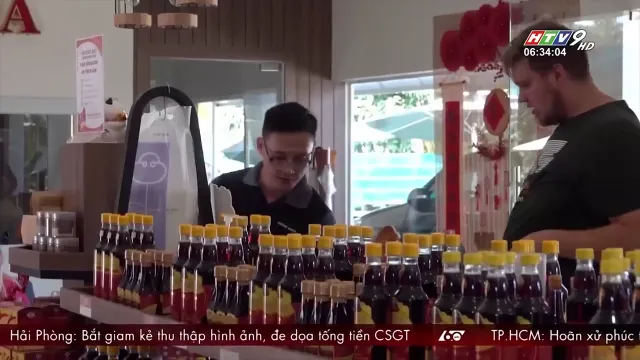 A
HTV9 HD
06:34:04
Hải Phòng: Bắt giam kẻ thu thập hình ảnh, đe dọa tống tiền CSGT
TP.HCM: Hoãn xử phúc